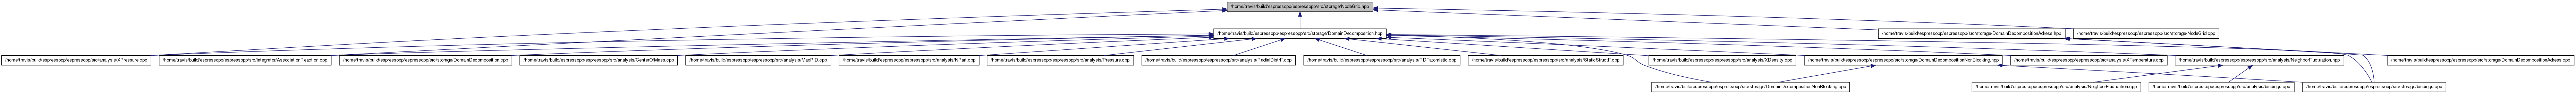 /home/travis/build/espressopp/espressopp/src/storage/NodeGrid.hpp
/home/travis/build/espressopp/espressopp/src/storage/DomainDecomposition.hpp
/home/travis/build/espressopp/espressopp/src/storage/DomainDecompositionAdress.hpp
/home/travis/build/espressopp/espressopp/src/storage/NodeGrid.cpp
/home/travis/build/espressopp/espressopp/src/analysis/XPressure.cpp
/home/travis/build/espressopp/espressopp/src/integrator/AssociationReaction.cpp
/home/travis/build/espressopp/espressopp/src/storage/DomainDecomposition.cpp
/home/travis/build/espressopp/espressopp/src/analysis/CenterOfMass.cpp
/home/travis/build/espressopp/espressopp/src/analysis/MaxPID.cpp
/home/travis/build/espressopp/espressopp/src/analysis/NPart.cpp
/home/travis/build/espressopp/espressopp/src/analysis/Pressure.cpp
/home/travis/build/espressopp/espressopp/src/analysis/RadialDistrF.cpp
/home/travis/build/espressopp/espressopp/src/analysis/RDFatomistic.cpp
/home/travis/build/espressopp/espressopp/src/analysis/StaticStructF.cpp
/home/travis/build/espressopp/espressopp/src/analysis/XDensity.cpp
/home/travis/build/espressopp/espressopp/src/storage/DomainDecompositionNonBlocking.hpp
/home/travis/build/espressopp/espressopp/src/analysis/XTemperature.cpp
/home/travis/build/espressopp/espressopp/src/analysis/NeighborFluctuation.hpp
/home/travis/build/espressopp/espressopp/src/storage/DomainDecompositionAdress.cpp
/home/travis/build/espressopp/espressopp/src/storage/DomainDecompositionNonBlocking.cpp
/home/travis/build/espressopp/espressopp/src/analysis/NeighborFluctuation.cpp
/home/travis/build/espressopp/espressopp/src/analysis/bindings.cpp
/home/travis/build/espressopp/espressopp/src/storage/bindings.cpp